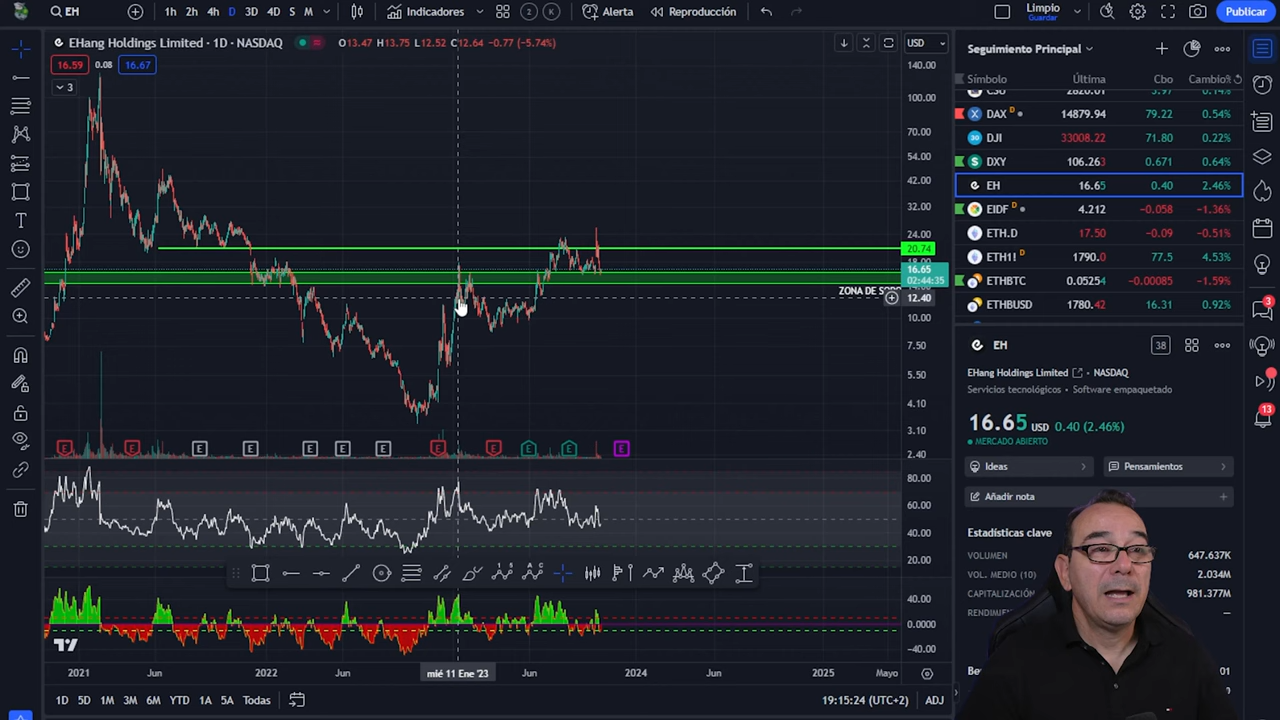 EH
1h 2h 4h D 3D 4D S M
Indicadores
2 K
Alerta
Reproducción
Limpio
Guardar
Publicar
EHang Holdings Limited · 1D · NASDAQ
O13.47 H13.75 L12.52 C12.64 -0.77 (-5.74%)
16.59 0.08 16.67
3
USD
140.00
100.00
70.00
54.00
42.00
32.00
24.00
20.74
16.65
02:44:35
ZONA DE SOPO
12.40
10.00
7.50
5.50
4.10
3.10
2.40
E E E E E E E E E E E E
80.00
60.00
40.00
20.00
40.00
0.0000
-40.00
2021 Jun 2022 Jun mié 11 Ene '23 Jun 2024 Jun 2025 Mayo
1D 5D 1M 3M 6M YTD 1A 5A Todas
19:15:24 (UTC+2) ADJ
Seguimiento Principal
Símbolo Última Cbo Cambio%
DAX D 14879.94 79.22 0.54%
DJI 33008.22 71.80 0.22%
DXY 106.263 0.671 0.64%
EH 16.65 0.40 2.46%
EIDF D 4.212 -0.058 -1.36%
ETH.D 17.50 -0.09 -0.51%
ETH1! D 1790.0 77.5 4.53%
ETHBTC 0.05254 -0.00085 -1.59%
ETHBUSD 1780.42 16.31 0.92%
EH
38
EHang Holdings Limited · NASDAQ
Servicios tecnológicos · Software empaquetado
16.65 USD 0.40 (2.46%)
MERCADO ABIERTO
Ideas
Pensamientos
Añadir nota
Estadísticas clave
VOLUMEN 647.637K
VOL. MEDIO (10) 2.034M
CAPITALIZACIÓN 981.377M
3
13